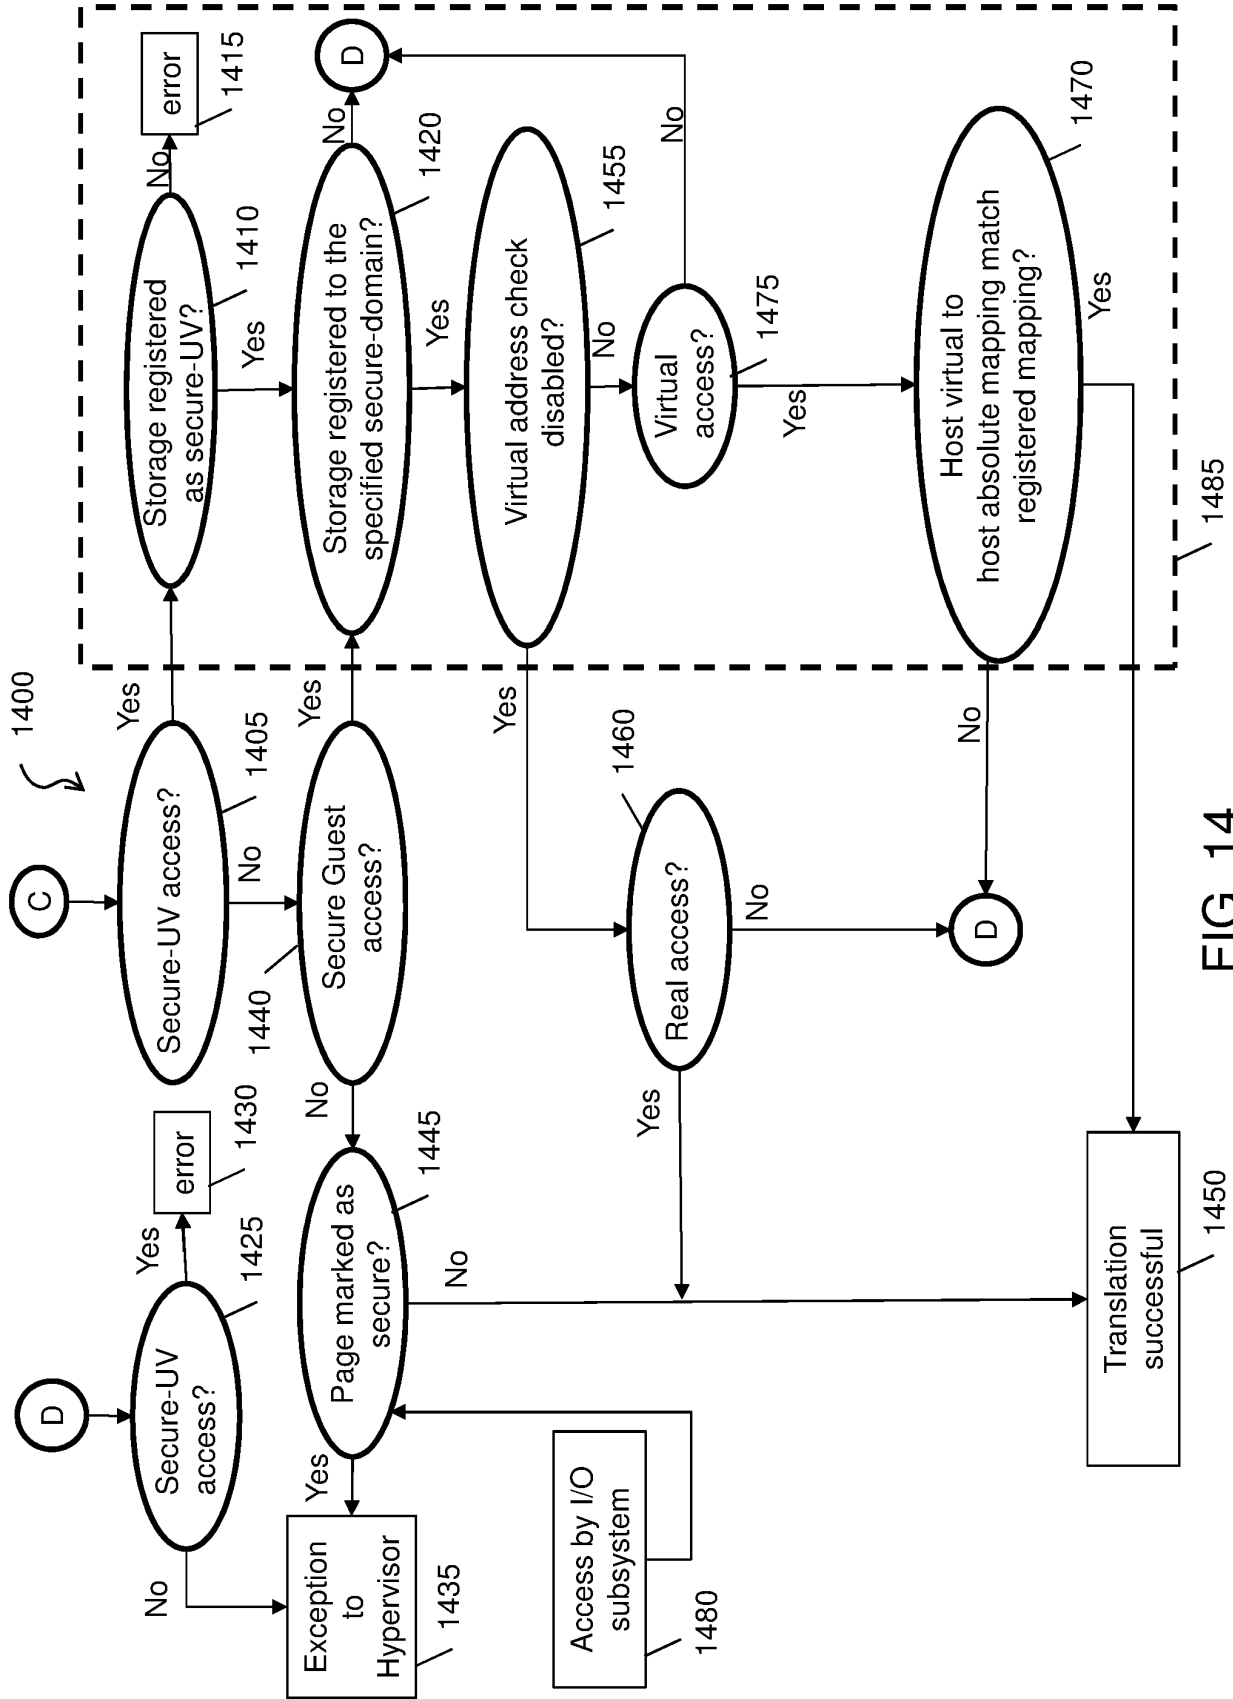 1400
C
Secure-UV access?
1405
Yes
No
Storage registered
as secure-UV?
1410
No
error
1415
Yes
D
Secure-UV
access?
1425
Yes
error
1430
No
Exception
to
Hypervisor
1435
Secure Guest
access?
1440
Yes
No
Storage registered to the
specified secure-domain?
1420
No
D
Yes
Page marked as
secure?
1445
Yes
No
Virtual address check
disabled?
1455
Yes
No
Virtual
access?
1475
No
Yes
Real access?
1460
Yes
No
D
Access by I/O
subsystem
1480
Host virtual to
host absolute mapping match
registered mapping?
1470
No
Yes
Translation
successful
1450
1485
FIG. 14